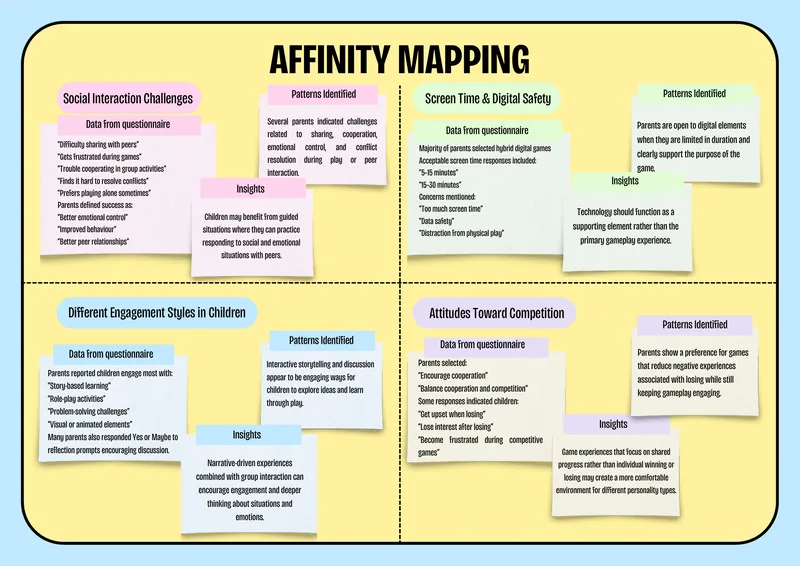 AFFINITY MAPPING
Social Interaction Challenges
Data from questionnaire
"Difficulty sharing with peers"
"Gets frustrated during games"
"Trouble cooperating in group activities"
"Finds it hard to resolve conflicts"
"Prefers playing alone sometimes"
Parents defined success as:
"Better emotional control"
"Improved behaviour"
"Better peer relationships"
Patterns Identified
Several parents indicated challenges
related to sharing, cooperation,
emotional control, and conflict
resolution during play or peer
interaction.
Insights
Children may benefit from guided
situations where they can practice
responding to social and emotional
situations with peers.
Screen Time & Digital Safety
Data from questionnaire
Majority of parents selected hybrid digital games
Acceptable screen time responses included:
"5-15 minutes"
"15-30 minutes"
Concerns mentioned:
"Too much screen time"
"Data safety"
"Distraction from physical play"
Patterns Identified
Parents are open to digital elements
when they are limited in duration and
clearly support the purpose of the
game.
Insights
Technology should function as a
supporting element rather than the
primary gameplay experience.
Different Engagement Styles in Children
Data from questionnaire
Parents reported children engage most with:
"Story-based learning"
"Role-play activities"
"Problem-solving challenges"
"Visual or animated elements"
Many parents also responded Yes or Maybe to
reflection prompts encouraging discussion.
Patterns Identified
Interactive storytelling and discussion
appear to be engaging ways for
children to explore ideas and learn
through play.
Insights
Narrative-driven experiences
combined with group interaction can
encourage engagement and deeper
thinking about situations and
emotions.
Attitudes Toward Competition
Data from questionnaire
Parents selected:
"Encourage cooperation"
"Balance cooperation and competition"
Some responses indicated children:
"Get upset when losing"
"Lose interest after losing"
"Become frustrated during competitive
games"
Patterns Identified
Parents show a preference for games
that reduce negative experiences
associated with losing while still
keeping gameplay engaging.
Insights
Game experiences that focus on shared
progress rather than individual winning or
losing may create a more comfortable
environment for different personality types.